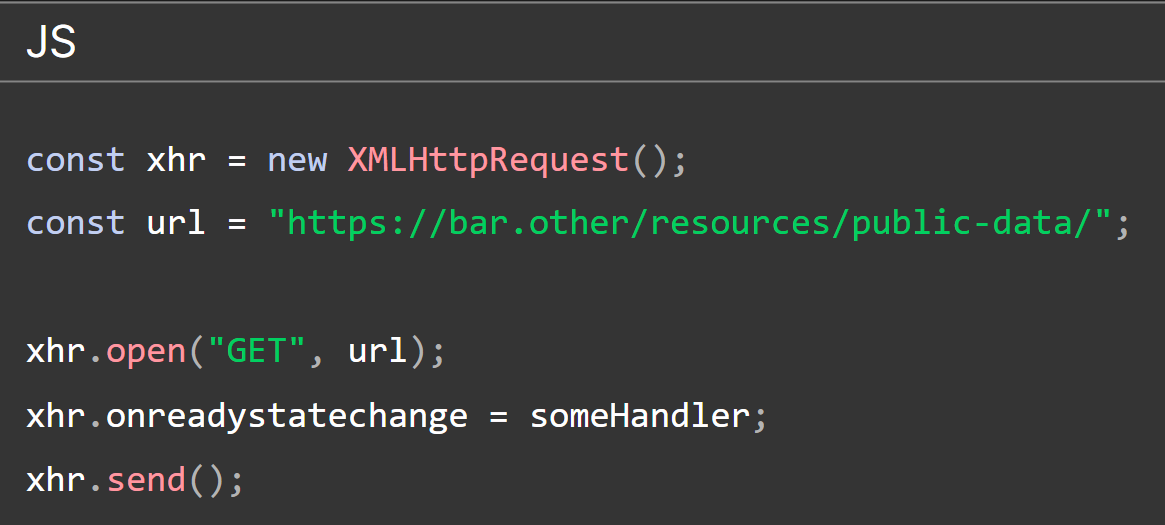 JS
const xhr = new XMLHttpRequest();
const url = "https://bar.other/resources/public-data/";
xhr.open("GET", url);
xhr.onreadystatechange = someHandler;
xhr.send();